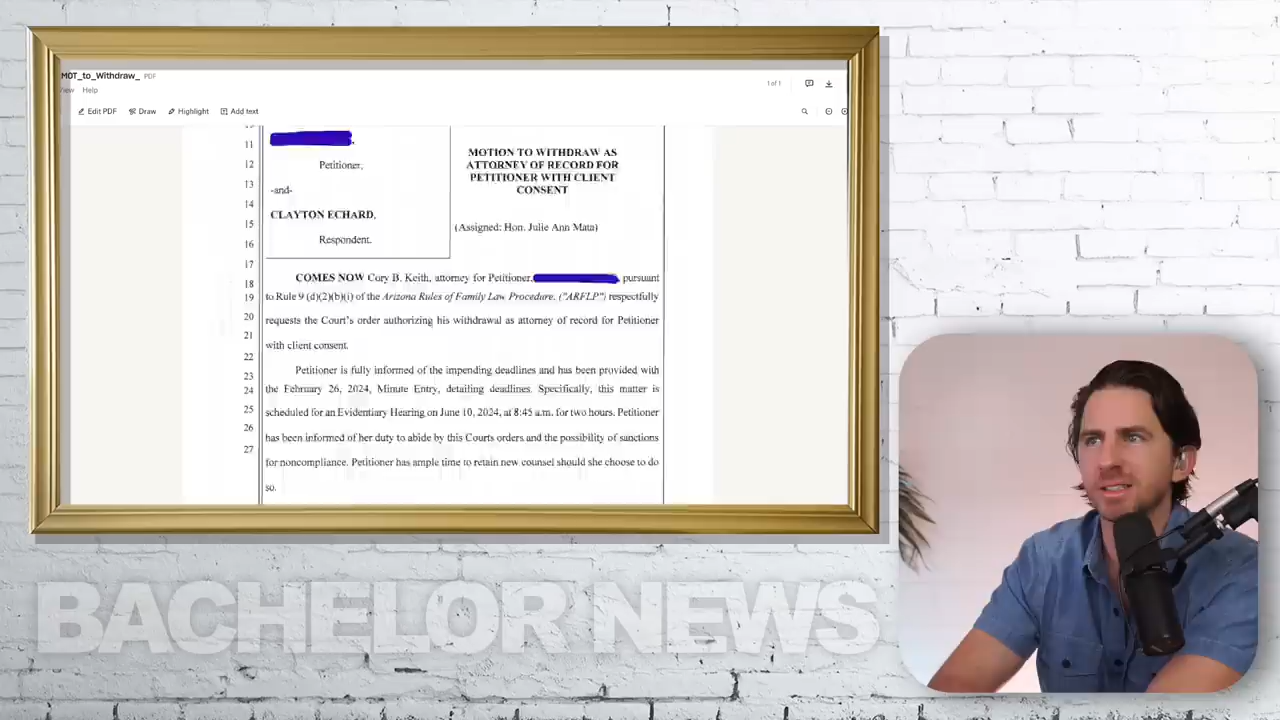 MOT_to_Withdraw_ PDF
View Help
1 of 1
Edit PDF Draw Highlight Add text
11
12 Petitioner,
13 -and-
14 CLAYTON ECHARD,
15
16 Respondent.
MOTION TO WITHDRAW AS
ATTORNEY OF RECORD FOR
PETITIONER WITH CLIENT
CONSENT
(Assigned: Hon. Julie Ann Mata)
17
18 COMES NOW Cory B. Keith, attorney for Petitioner, , pursuant
19 to Rule 9 (d)(2)(b)(i) of the Arizona Rules of Family Law Procedure. ("ARFLP") respectfully
20 requests the Court's order authorizing his withdrawal as attorney of record for Petitioner
21 with client consent.
22 Petitioner is fully informed of the impending deadlines and has been provided with
23
24 the February 26, 2024, Minute Entry, detailing deadlines. Specifically, this matter is
25 scheduled for an Evidentiary Hearing on June 10, 2024, at 8:45 a.m. for two hours. Petitioner
26 has been informed of her duty to abide by this Courts orders and the possibility of sanctions
27 for noncompliance. Petitioner has ample time to retain new counsel should she choose to do
so.
BACHELOR NEWS